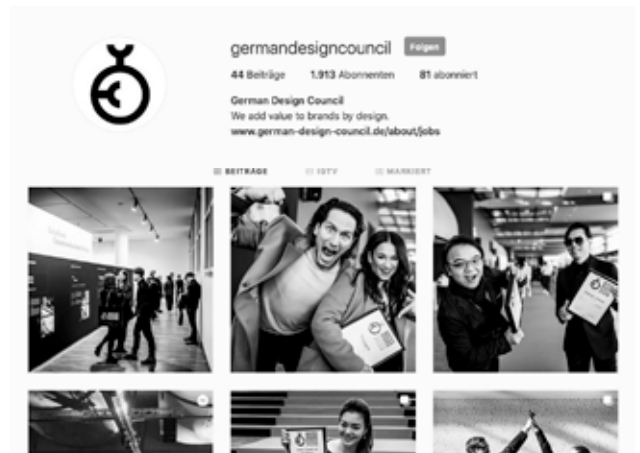 germandesigncouncil Folgen
44 Beiträge 1.913 Abonnenten 81 abonniert
German Design Council
We add value to brands by design.
www.german-design-council.de/about/jobs
BEITRÄGE IGTV MARKIERT